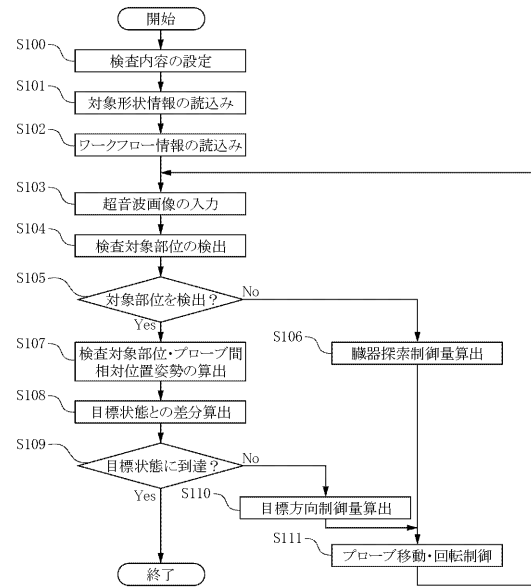 開始
S100
検査内容の設定
S101
対象形状情報の読込み
S102
ワークフロー情報の読込み
S103
超音波画像の入力
S104
検査対象部位の検出
S105
対象部位を検出？
No
Yes
S106
臓器探索制御量算出
S107
検査対象部位・プローブ間
相対位置姿勢の算出
S108
目標状態との差分算出
S109
目標状態に到達？
No
Yes
S110
目標方向制御量算出
S111
プローブ移動・回転制御
終了